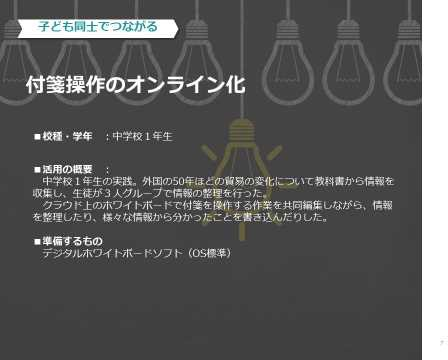 子ども同士でつながる
付箋操作のオンライン化
■校種・学年　：中学校１年生
■活用の概要　：
中学校１年生の実践。外国の50年ほどの貿易の変化について教科書から情報を
収集し、生徒が３人グループで情報の整理を行った。
クラウド上のホワイトボードで付箋を操作する作業を共同編集しながら、情報
を整理したり、様々な情報から分かったことを書き込んだりした。
■準備するもの
デジタルホワイトボードソフト（OS標準）
7